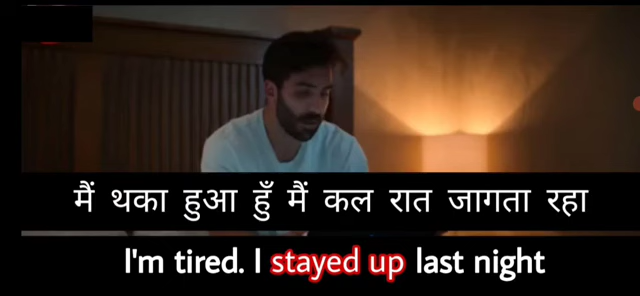 मैं थका हुआ हुँ मैं कल रात जागता रहा
I'm tired. I stayed up last night